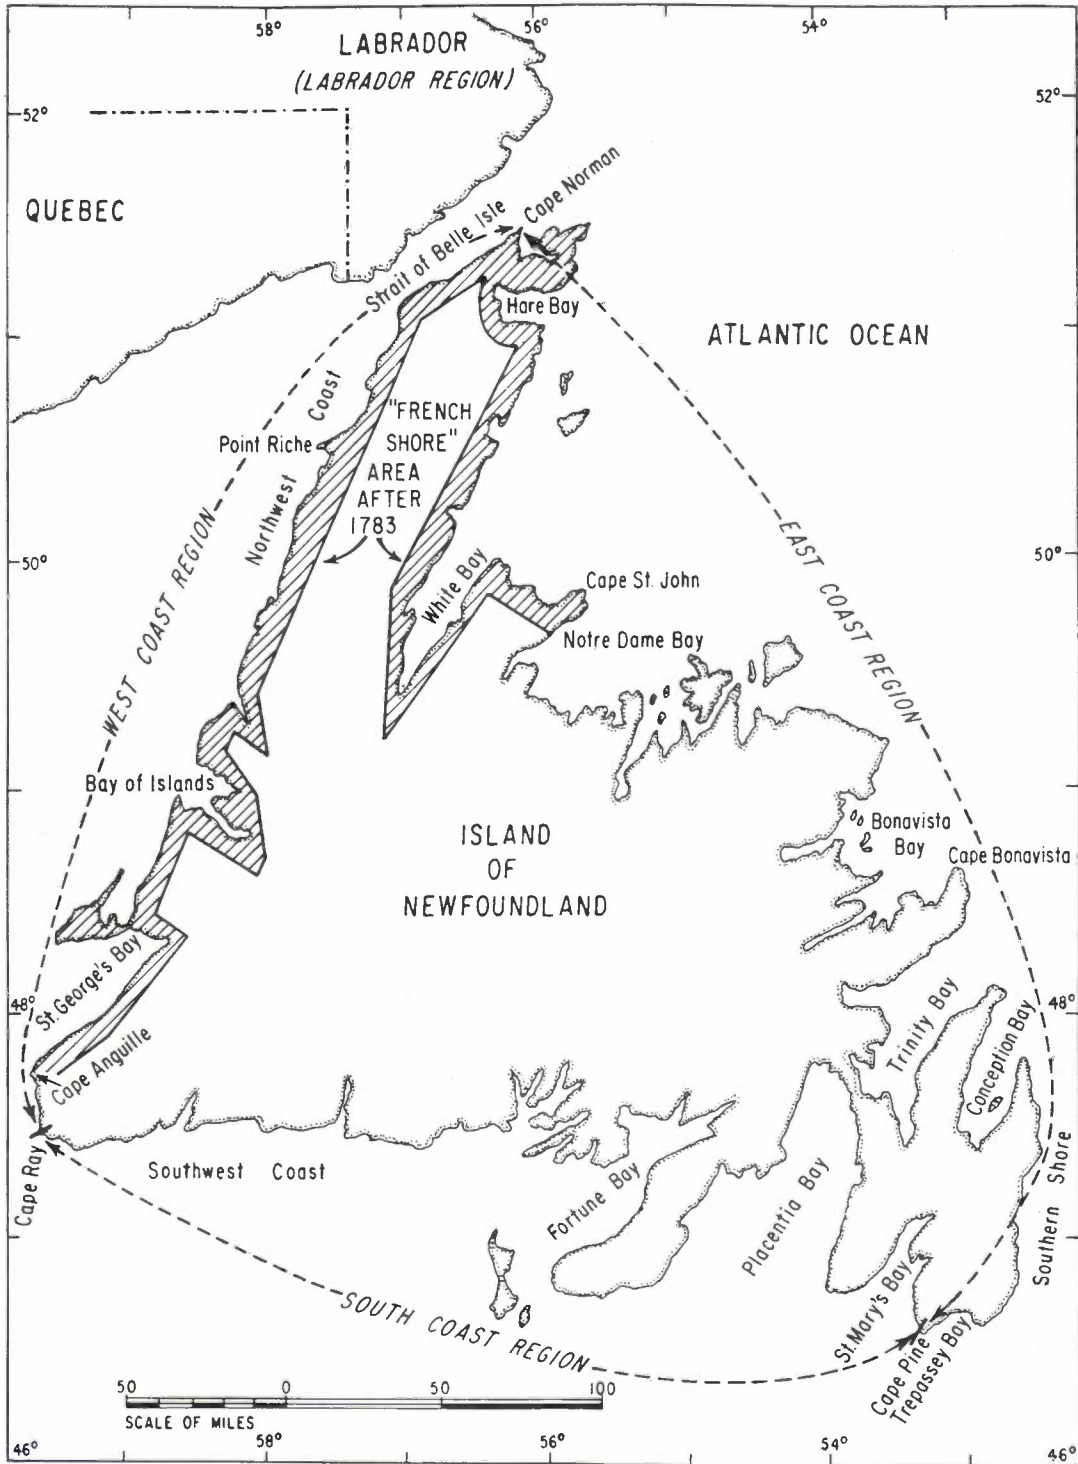 58°
56°
54°
LABRADOR
(LABRADOR REGION)
52°
52°
QUEBEC
Cape Norman
Strait of Belle Isle
Hare Bay
ATLANTIC OCEAN
Northwest Coast
Point Riche
"FRENCH
SHORE"
AREA
AFTER
1783
WEST COAST REGION
EAST COAST REGION
50°
50°
White Bay
Cape St. John
Notre Dame Bay
Bay of Islands
ISLAND
OF
NEWFOUNDLAND
Bonavista
Bay
Cape Bonavista
St. George's Bay
48°
48°
Cape Anguille
Trinity Bay
Conception Bay
Cape Ray
Southwest Coast
Fortune Bay
Placentia Bay
Southern Shore
St. Mary's Bay
Cape Pine
Trepassey Bay
SOUTH COAST REGION
50 0 50 100
SCALE OF MILES
46°
58°
56°
54°
46°